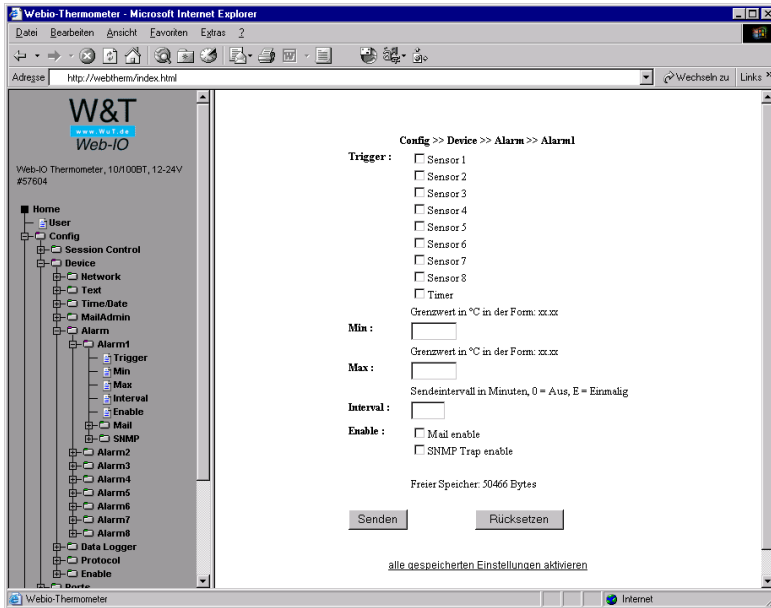 Webio-Thermometer - Microsoft Internet Explorer
Datei Bearbeiten Ansicht Favoriten Extras ?
Adresse http://webtherm/index.html Wechseln zu Links »
W&T
www.WuT.de
Web-IO
Web-IO Thermometer, 10/100BT, 12-24V
#57604
Home
User
Config
Session Control
Device
Network
Text
Time/Date
MailAdmin
Alarm
Alarm1
Trigger
Min
Max
Interval
Enable
Mail
SNMP
Alarm2
Alarm3
Alarm4
Alarm5
Alarm6
Alarm7
Alarm8
Data Logger
Protocol
Enable
Ports
Config >> Device >> Alarm >> Alarm1
Trigger : Sensor 1
Sensor 2
Sensor 3
Sensor 4
Sensor 5
Sensor 6
Sensor 7
Sensor 8
Timer
Grenzwert in °C in der Form: xx.xx
Min :
Grenzwert in °C in der Form: xx.xx
Max :
Sendeintervall in Minuten, 0 = Aus, E = Einmalig
Interval :
Enable : Mail enable
SNMP Trap enable
Freier Speicher: 50466 Bytes
Senden Rücksetzen
alle gespeicherten Einstellungen aktivieren
Webio-Thermometer Internet